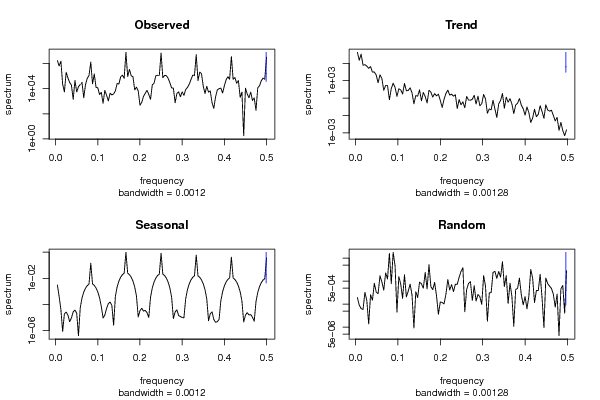 Observed
spectrum
1e+00 1e+04
0.0 0.1 0.2 0.3 0.4 0.5
frequency
bandwidth = 0.0012
Trend
spectrum
1e-03 1e+03
0.0 0.1 0.2 0.3 0.4 0.5
frequency
bandwidth = 0.00128
Seasonal
spectrum
1e-06 1e-02
0.0 0.1 0.2 0.3 0.4 0.5
frequency
bandwidth = 0.0012
Random
spectrum
5e-06 5e-04
0.0 0.1 0.2 0.3 0.4 0.5
frequency
bandwidth = 0.00128